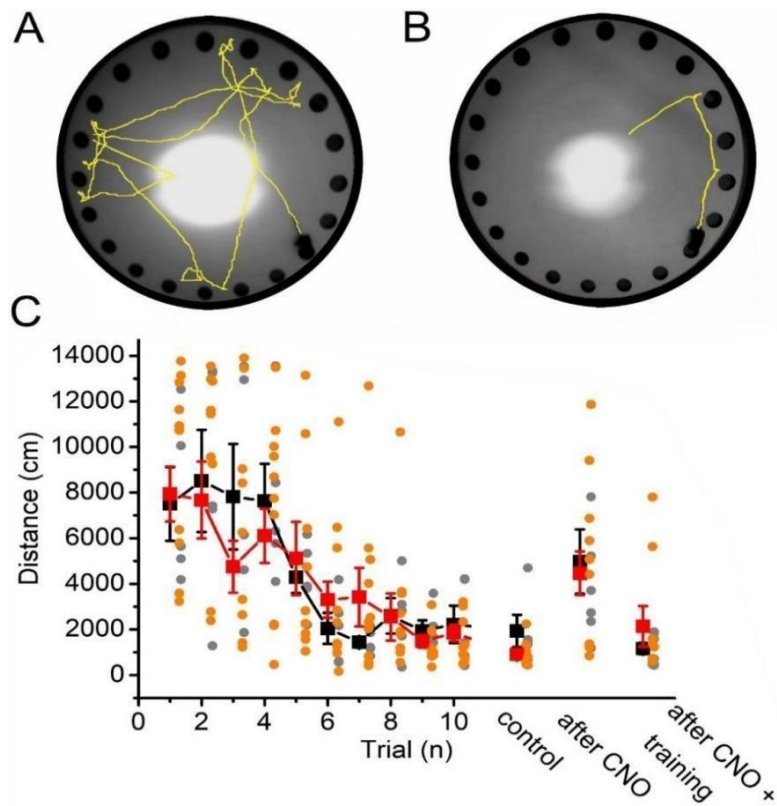 A
B
C
14000
12000
10000
8000
6000
4000
2000
0
Distance (cm)
0
2
4
6
8
10
Trial (n)
control
after CNO
after CNO +
training